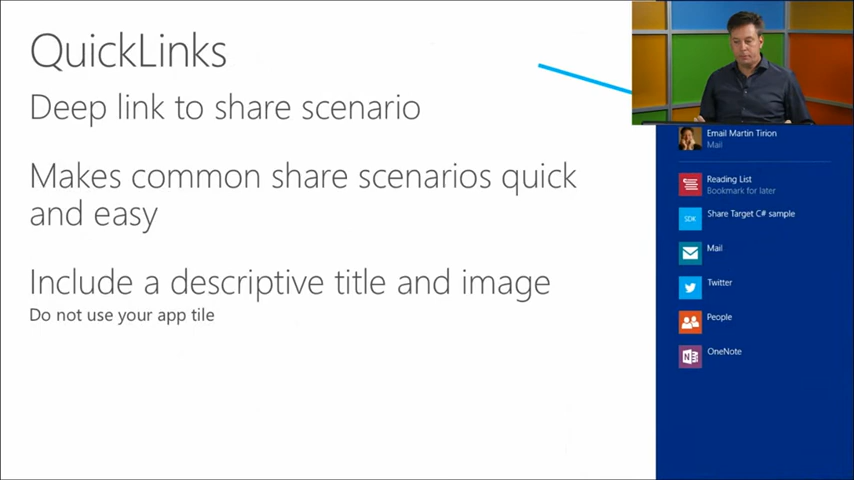 QuickLinks
Deep link to share scenario
Makes common share scenarios quick
and easy
Include a descriptive title and image
Do not use your app tile
Email Martin Tirion
Mail
Reading List
Bookmark for later
SDK
Share Target C# sample
Mail
Twitter
People
OneNote